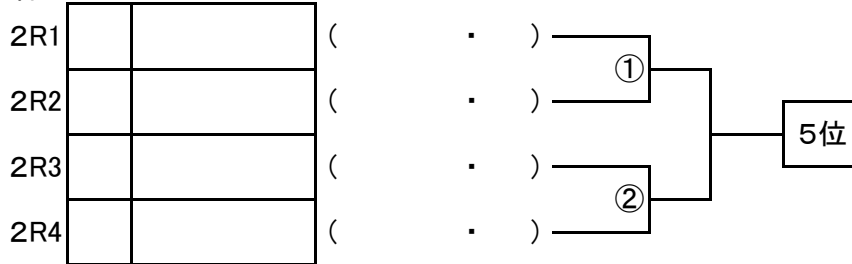 2R1 ( ・ )
①
2R2 ( ・ )
5位
2R3 ( ・ )
②
2R4 ( ・ )